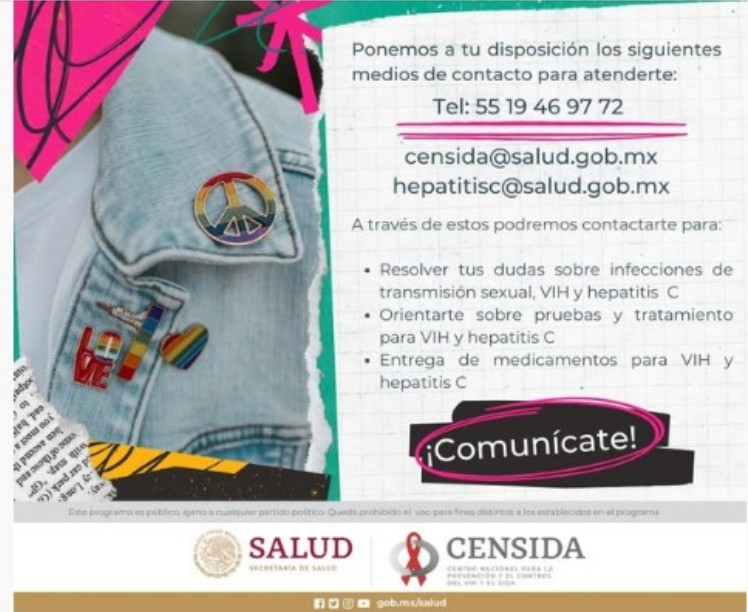 Ponemos a tu disposición los siguientes
medios de contacto para atenderte:
Tel: 55 19 46 97 72
censida@salud.gob.mx
hepatitisc@salud.gob.mx
A través de estos podremos contactarte para:
• Resolver tus dudas sobre infecciones de
transmisión sexual, VIH y hepatitis C
• Orientarte sobre pruebas y tratamiento
para VIH y hepatitis C
• Entrega de medicamentos para VIH y
hepatitis C
¡Comunícate!
LOVE
Este programa es público, ajeno a cualquier partido político. Queda prohibido el uso para fines distintos a los establecidos en el programa.
SALUD
SECRETARÍA DE SALUD
CENSIDA
CENTRO NACIONAL PARA LA
PREVENCIÓN Y EL CONTROL
DEL VIH Y EL SIDA
gob.mx/salud